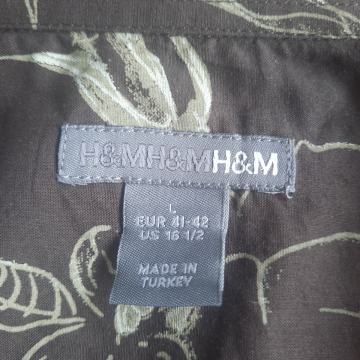 H&MH&MH&M
L
EUR 41-42
US 16 1/2
MADE IN
TURKEY